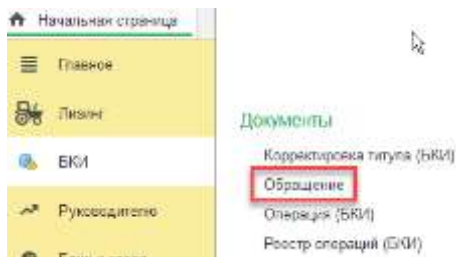 Начальная страница
Главное
Лизинг
БКИ
Руководителю
Документы
Корректировка титула (БКИ)
Обращение
Операция (БКИ)
Реестр операций (БКИ)